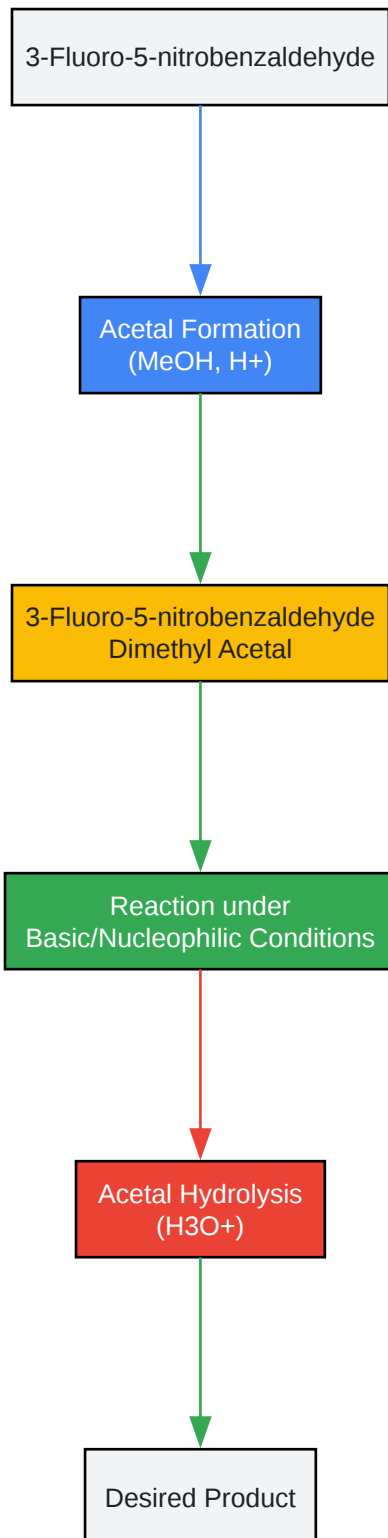 3-Fluoro-5-nitrobenzaldehyde
Acetal Formation
(MeOH, H+)
3-Fluoro-5-nitrobenzaldehyde
Dimethyl Acetal
Reaction under
Basic/Nucleophilic Conditions
Acetal Hydrolysis
(H3O+)
Desired Product